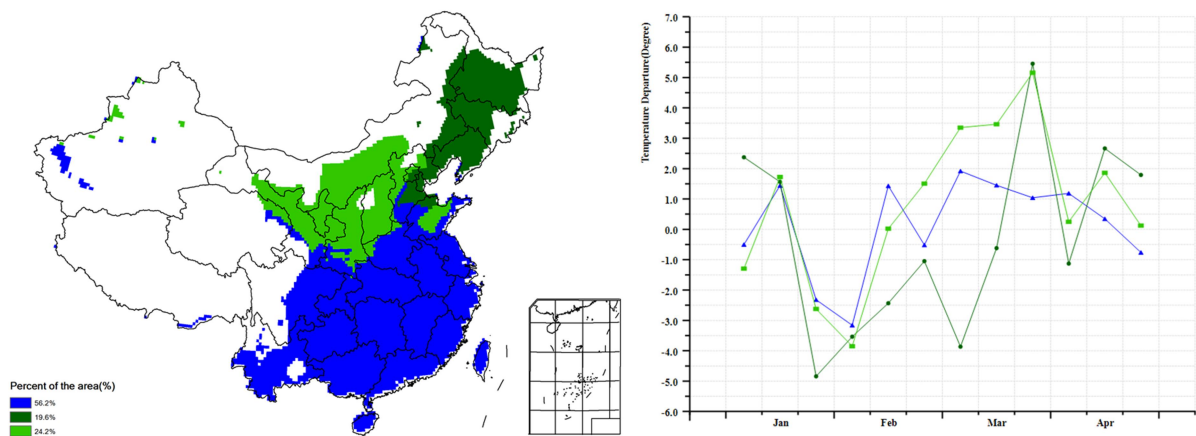 Percent of the area(%)
56.2%
19.6%
24.2%
Temperature Departure(Degree)
7.0
6.0
5.0
4.0
3.0
2.0
1.0
0.0
-1.0
-2.0
-3.0
-4.0
-5.0
-6.0
Jan
Feb
Mar
Apr